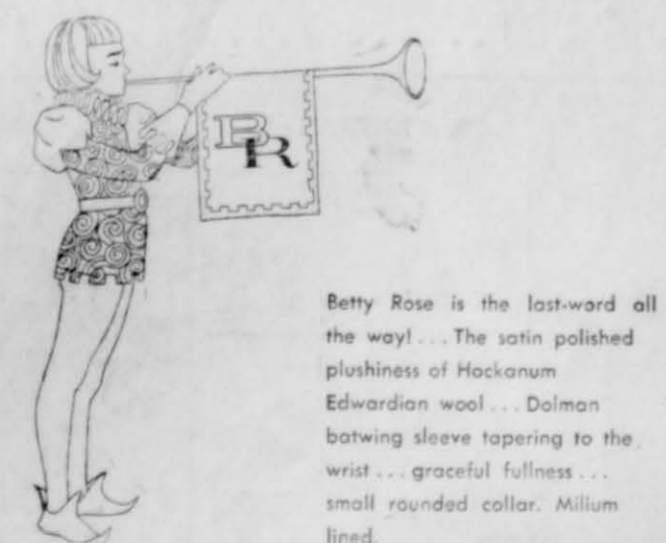 BR
Betty Rose is the last-word all
the way! . . . The satin polished
plushiness of Hockanum
Edwardian wool . . . Dolman
batwing sleeve tapering to the
wrist . . . graceful fullness . . .
small rounded collar. Milium
lined.